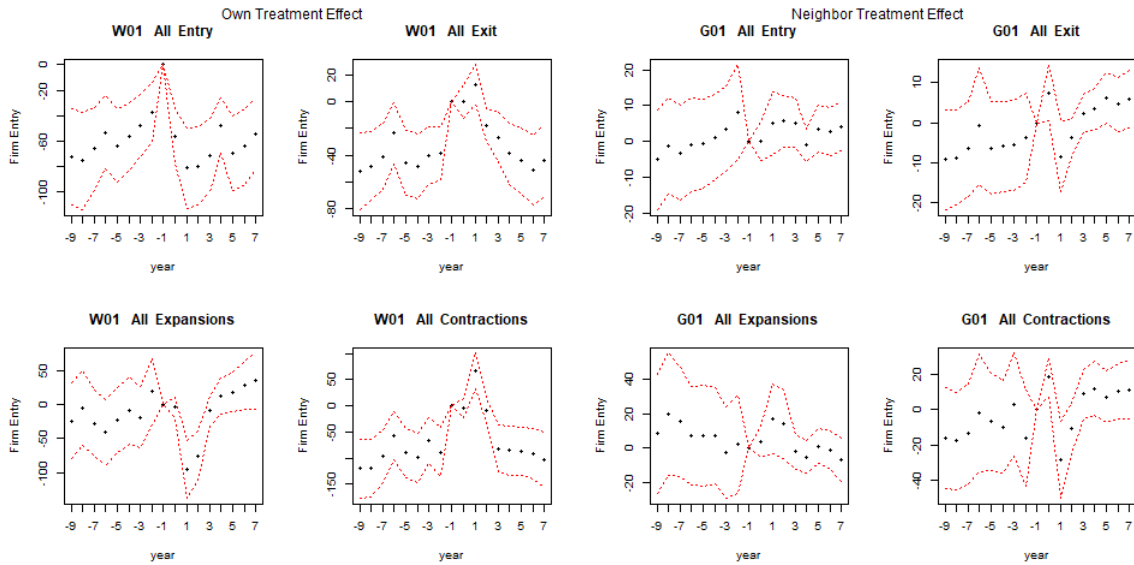 Own Treatment Effect
Neighbor Treatment Effect
W01 All Entry
W01 All Exit
G01 All Entry
G01 All Exit
Firm Entry
0
-20
-60
-100
-9 -7 -5 -3 -1 1 3 5 7
year
Firm Entry
20
0
-40
-80
-9 -7 -5 -3 -1 1 3 5 7
year
Firm Entry
20
10
0
-10
-20
-9 -7 -5 -3 -1 1 3 5 7
year
Firm Entry
10
0
-10
-20
-9 -7 -5 -3 -1 1 3 5 7
year
W01 All Expansions
W01 All Contractions
G01 All Expansions
G01 All Contractions
Firm Entry
50
0
-50
-100
-9 -7 -5 -3 -1 1 3 5 7
year
Firm Entry
50
0
-50
-150
-9 -7 -5 -3 -1 1 3 5 7
year
Firm Entry
40
20
0
-20
-9 -7 -5 -3 -1 1 3 5 7
year
Firm Entry
20
0
-20
-40
-9 -7 -5 -3 -1 1 3 5 7
year